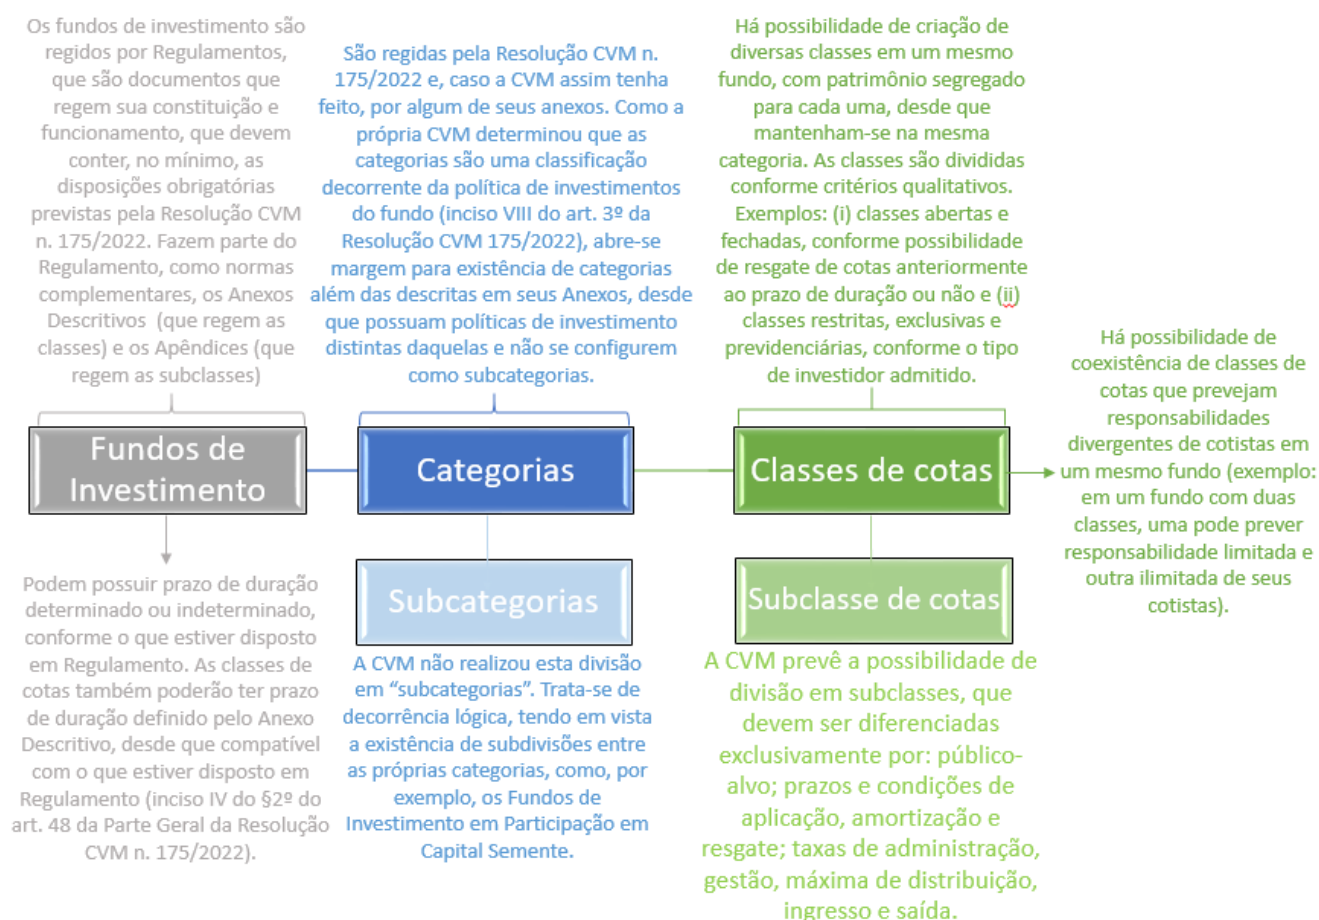 Os fundos de investimento são
regidos por Regulamentos,
que são documentos que
regem sua constituição e
funcionamento, que devem
conter, no mínimo, as
disposições obrigatórias
previstas pela Resolução CVM
n. 175/2022. Fazem parte do
Regulamento, como normas
complementares, os Anexos
Descritivos (que regem as
classes) e os Apêndices (que
regem as subclasses)
Fundos de
Investimento
Podem possuir prazo de duração
determinado ou indeterminado,
conforme o que estiver disposto
em Regulamento. As classes de
cotas também poderão ter prazo
de duração definido pelo Anexo
Descritivo, desde que compatível
com o que estiver disposto em
Regulamento (inciso IV do §2º do
art. 48 da Parte Geral da Resolução
CVM n. 175/2022).
São regidas pela Resolução CVM n.
175/2022 e, caso a CVM assim tenha
feito, por algum de seus anexos. Como a
própria CVM determinou que as
categorias são uma classificação
decorrente da política de investimentos
do fundo (inciso VIII do art. 3º da
Resolução CVM 175/2022), abre-se
margem para existência de categorias
além das descritas em seus Anexos, desde
que possuam políticas de investimento
distintas daquelas e não se configurem
como subcategorias.
Categorias
Subcategorias
A CVM não realizou esta divisão
em “subcategorias”. Trata-se de
decorrência lógica, tendo em vista
a existência de subdivisões entre
as próprias categorias, como, por
exemplo, os Fundos de
Investimento em Participação em
Capital Semente.
Há possibilidade de criação de
diversas classes em um mesmo
fundo, com patrimônio segregado
para cada uma, desde que
mantenham-se na mesma
categoria. As classes são divididas
conforme critérios qualitativos.
Exemplos: (i) classes abertas e
fechadas, conforme possibilidade
de resgate de cotas anteriormente
ao prazo de duração ou não e (ii)
classes restritas, exclusivas e
previdenciárias, conforme o tipo
de investidor admitido.
Classes de cotas
Subclasse de cotas
A CVM prevê a possibilidade de
divisão em subclasses, que
devem ser diferenciadas
exclusivamente por: público-
alvo; prazos e condições de
aplicação, amortização e
resgate; taxas de administração,
gestão, máxima de distribuição,
ingresso e saída.
Há possibilidade de
coexistência de classes de
cotas que prevejam
responsabilidades
divergentes de cotistas em
um mesmo fundo (exemplo:
em um fundo com duas
classes, uma pode prever
responsabilidade limitada e
outra ilimitada de seus
cotistas).